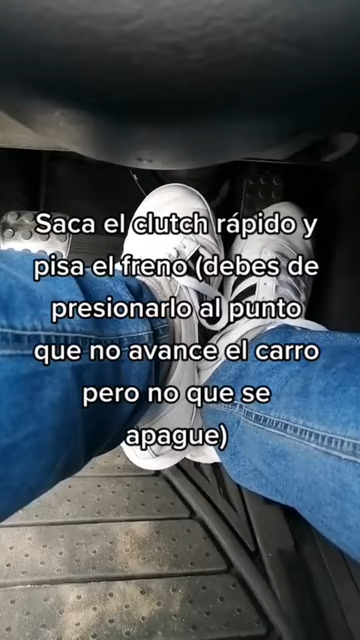 Saca el clutch rápido y
pisa el freno (debes de
presionarlo al punto
que no avance el carro
pero no que se
apague)